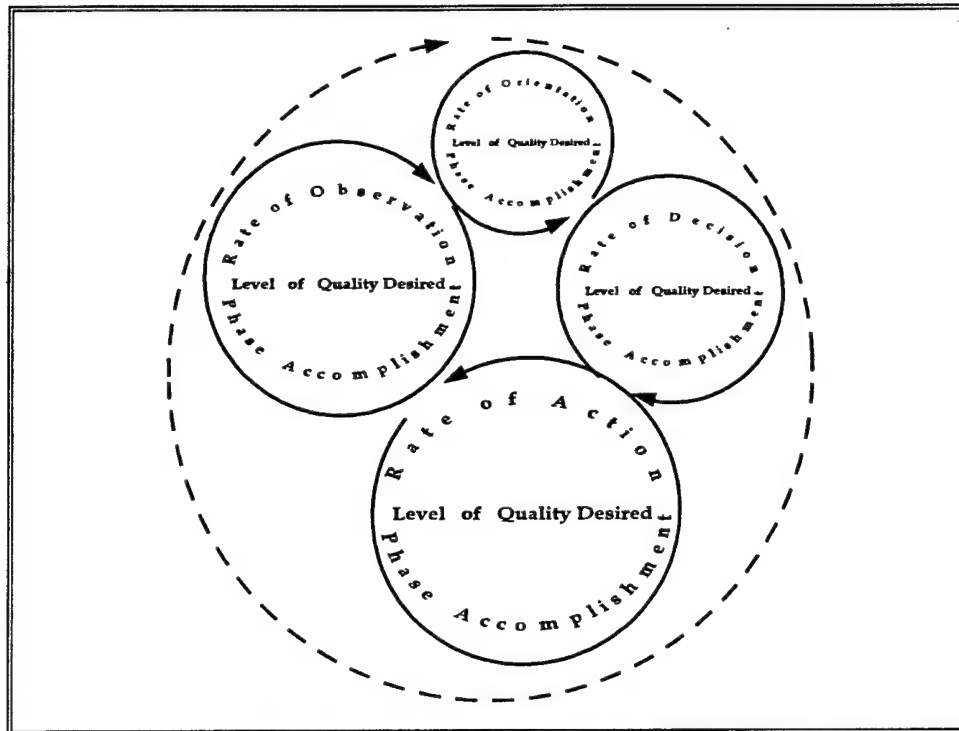 Rate of Orientation
Level of Quality Desired
Phase Accomplishment
Rate of Observation
Level of Quality Desired
Phase Accomplishment
Rate of Decision
Level of Quality Desired
Phase Accomplishment
Rate of Action
Level of Quality Desired
Phase Accomplishment